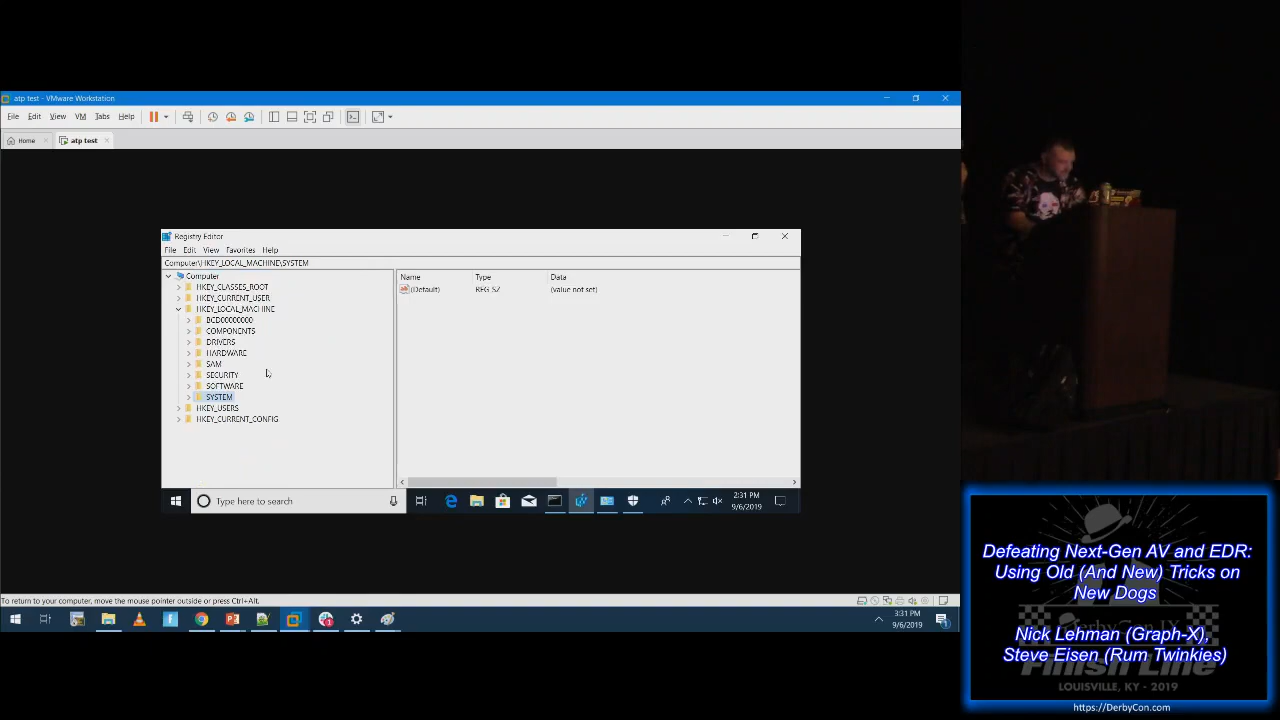 atp test - VMware Workstation
File Edit View VM Tabs Help
Home atp test
Registry Editor
File Edit View Favorites Help
Computer\HKEY_LOCAL_MACHINE\SYSTEM
Computer
HKEY_CLASSES_ROOT
HKEY_CURRENT_USER
HKEY_LOCAL_MACHINE
BCD00000000
COMPONENTS
DRIVERS
HARDWARE
SAM
SECURITY
SOFTWARE
SYSTEM
HKEY_USERS
HKEY_CURRENT_CONFIG
Name Type Data
(Default) REG_SZ (value not set)
Type here to search
2:31 PM
9/6/2019
To return to your computer, move the mouse pointer outside or press Ctrl+Alt.
3:31 PM
9/6/2019
Defeating Next-Gen AV and EDR:
Using Old (And New) Tricks on
New Dogs
DerbyCon IX
Nick Lehman (Graph-X),
Steve Eisen (Rum Twinkies)
Finish Line
LOUISVILLE, KY - 2019
https://DerbyCon.com